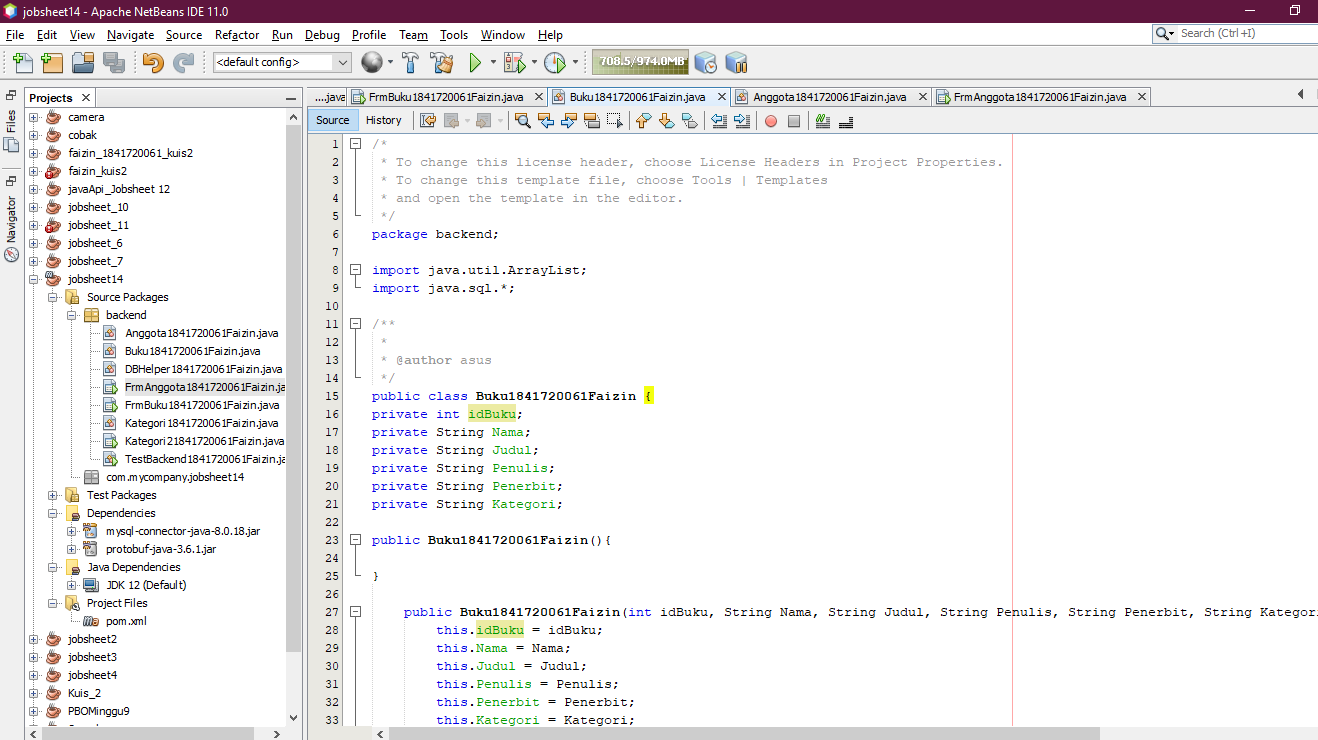 jobsheet14 - Apache NetBeans IDE 11.0
File Edit View Navigate Source Refactor Run Debug Profile Team Tools Window Help
Search (Ctrl+I)
<default config>
708.5/974.0MB
Files
Navigator
Projects
camera
cobak
faizin_1841720061_kuis2
faizin_kuis2
javaApi_Jobsheet 12
jobsheet_10
jobsheet_11
jobsheet_6
jobsheet_7
jobsheet14
Source Packages
backend
Anggota1841720061Faizin.java
Buku1841720061Faizin.java
DBHelper1841720061Faizin.java
FrmAnggota1841720061Faizin.ja
FrmBuku1841720061Faizin.java
Kategori1841720061Faizin.java
Kategori21841720061Faizin.java
TestBackend1841720061Faizin.ja
com.mycompany.jobsheet14
Test Packages
Dependencies
mysql-connector-java-8.0.18.jar
protobuf-java-3.6.1.jar
Java Dependencies
JDK 12 (Default)
Project Files
pom.xml
jobsheet2
jobsheet3
jobsheet4
Kuis_2
PBOMinggu9
....java FrmBuku1841720061Faizin.java Buku1841720061Faizin.java Anggota1841720061Faizin.java FrmAnggota1841720061Faizin.java
Source History
1 /*
2 * To change this license header, choose License Headers in Project Properties.
3 * To change this template file, choose Tools | Templates
4 * and open the template in the editor.
5 */
6 package backend;
7
8 import java.util.ArrayList;
9 import java.sql.*;
10
11 /**
12 *
13 * @author asus
14 */
15 public class Buku1841720061Faizin {
16 private int idBuku;
17 private String Nama;
18 private String Judul;
19 private String Penulis;
20 private String Penerbit;
21 private String Kategori;
22
23 public Buku1841720061Faizin(){
24
25 }
26
27 public Buku1841720061Faizin(int idBuku, String Nama, String Judul, String Penulis, String Penerbit, String Kategori
28 this.idBuku = idBuku;
29 this.Nama = Nama;
30 this.Judul = Judul;
31 this.Penulis = Penulis;
32 this.Penerbit = Penerbit;
33 this.Kategori = Kategori;